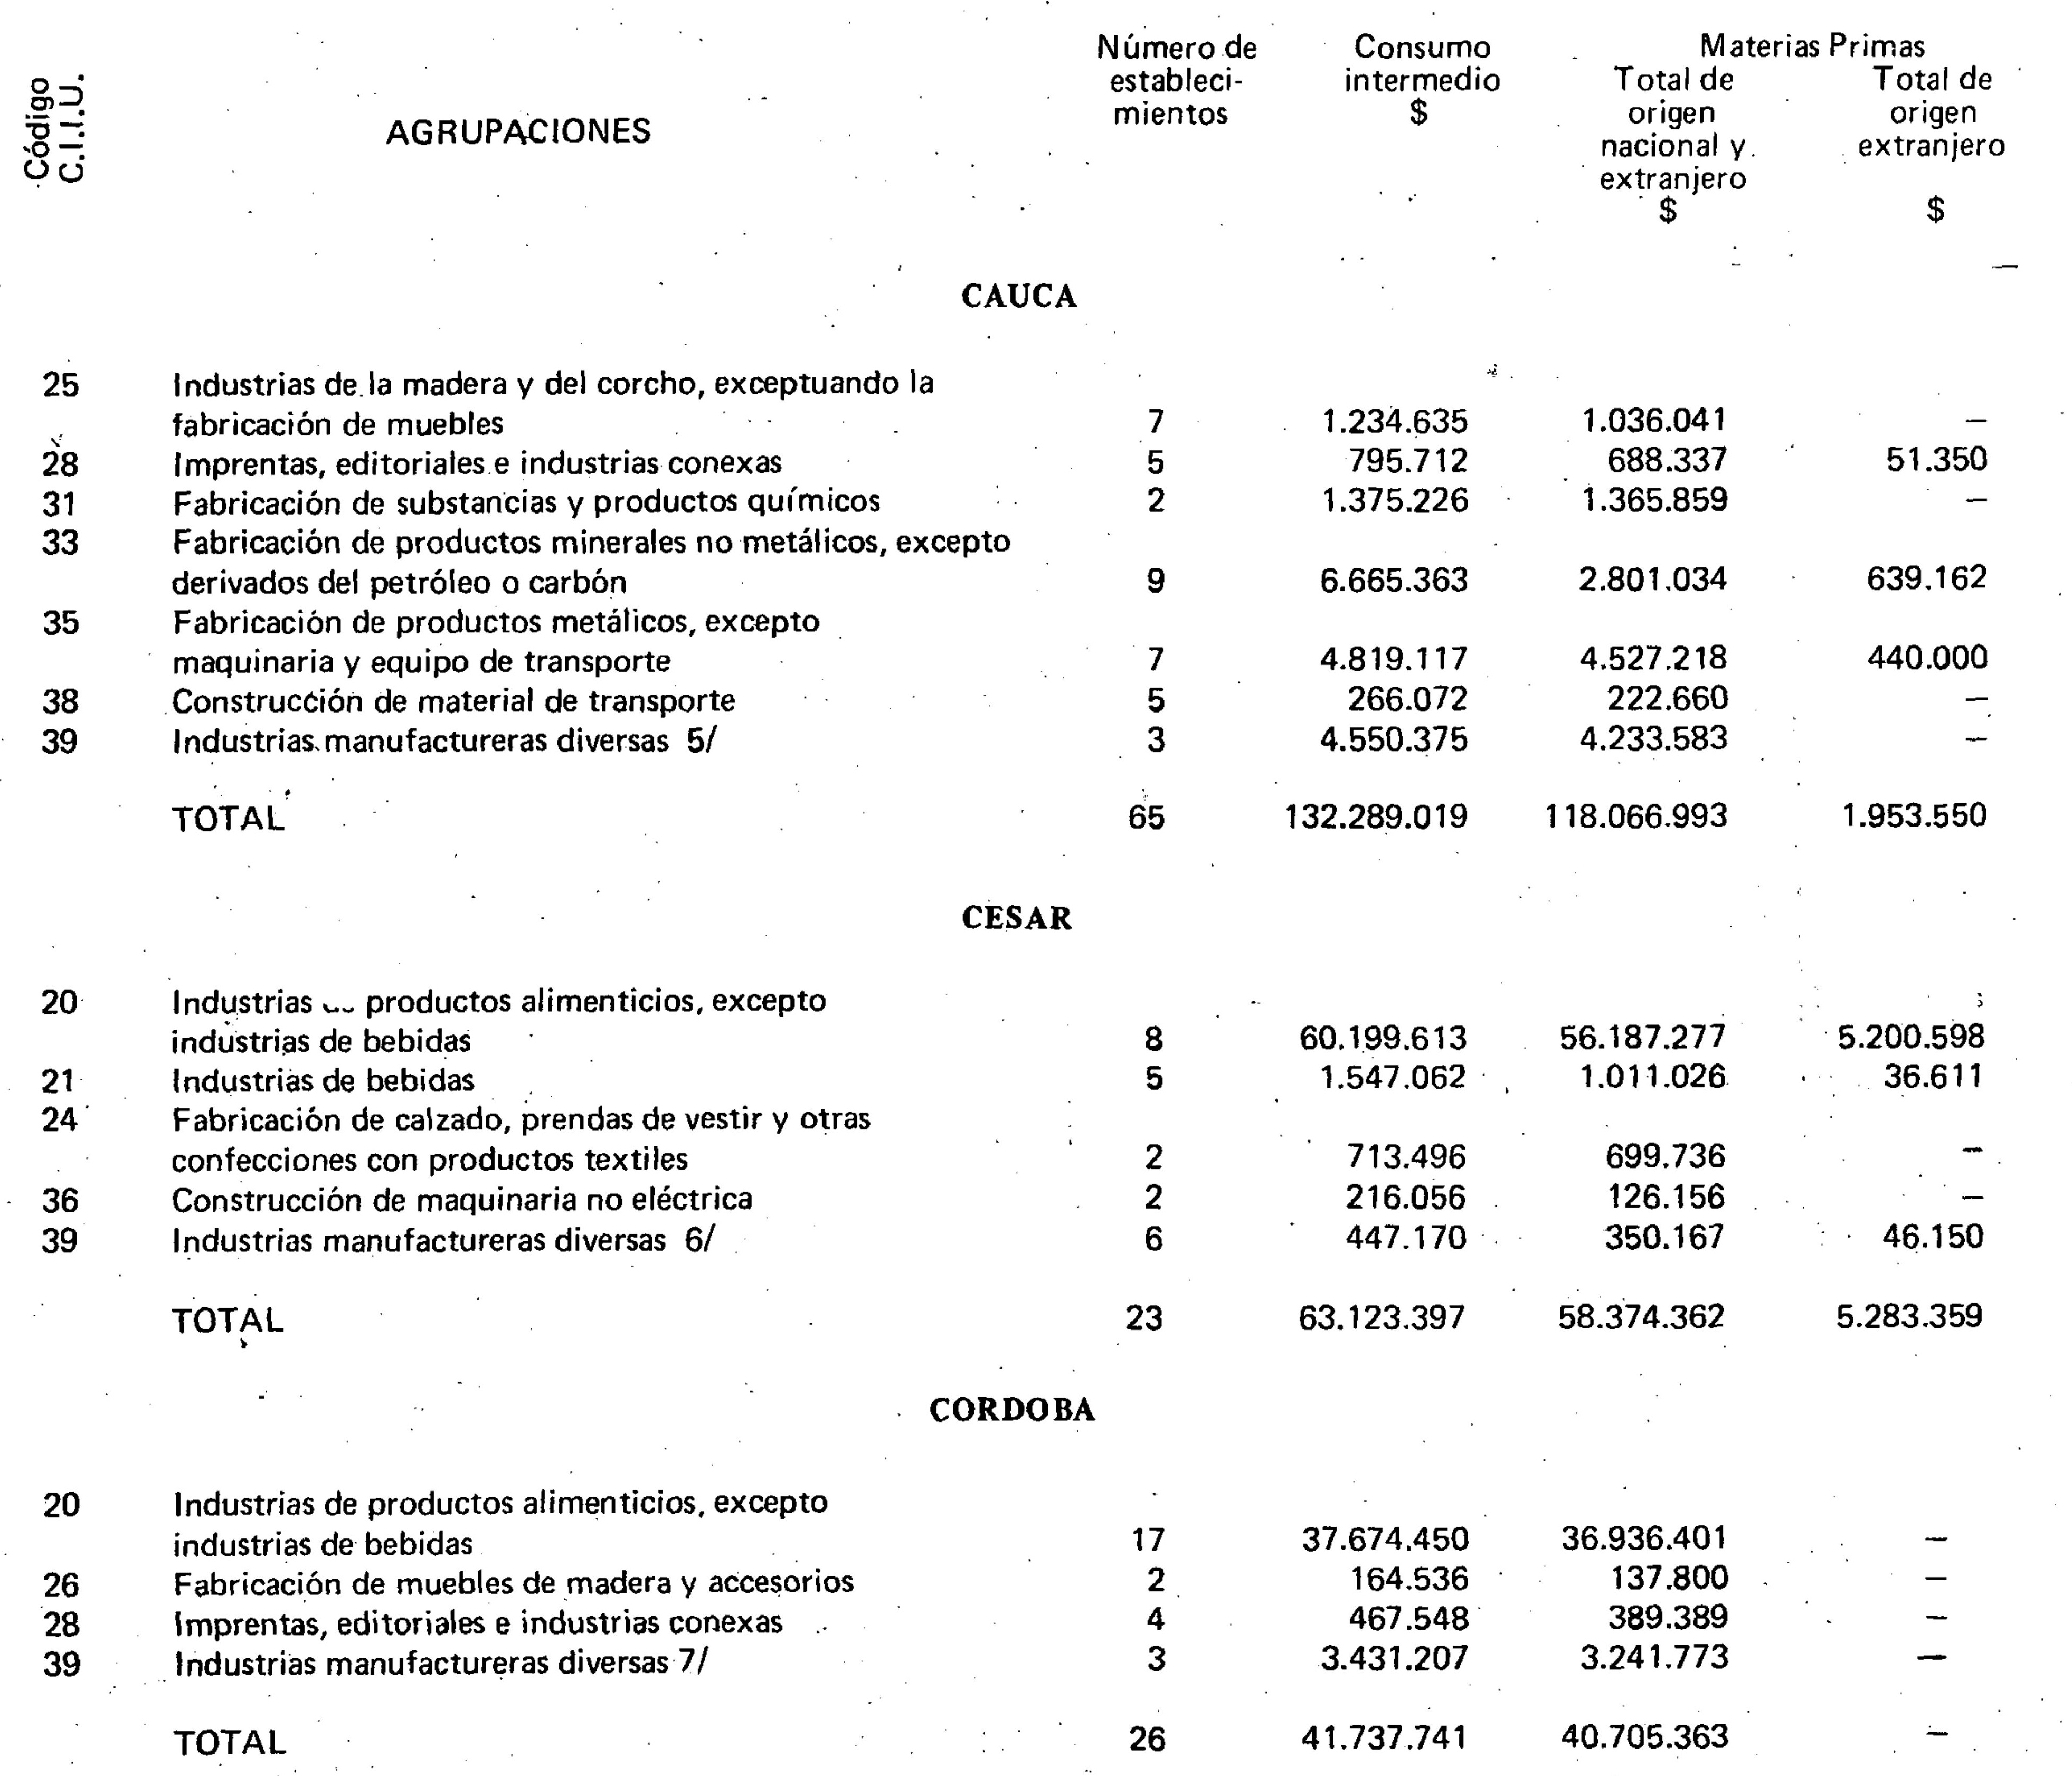 Código C.I.I.U. AGRUPACIONES Número de estableci-mientos Consumo intermedio $ Materias Primas Total de origen nacional y extranjero $ Total de origen extranjero $
CAUCA
25 Industrias de la madera y del corcho, exceptuando la
fabricación de muebles 7 1.234.635 1.036.041 —
28 Imprentas, editoriales e industrias conexas 5 795.712 688.337 51.350
31 Fabricación de substancias y productos químicos 2 1.375.226 1.365.859 —
33 Fabricación de productos minerales no metálicos, excepto
derivados del petróleo o carbón 9 6.665.363 2.801.034 639.162
35 Fabricación de productos metálicos, excepto
maquinaria y equipo de transporte 7 4.819.117 4.527.218 440.000
38 Construcción de material de transporte 5 266.072 222.660 —
39 Industrias manufactureras diversas 5/ 3 4.550.375 4.233.583 —
TOTAL 65 132.289.019 118.066.993 1.953.550
CESAR
20 Industrias productos alimenticios, excepto
industrias de bebidas 8 60.199.613 56.187.277 5.200.598
21 Industrias de bebidas 5 1.547.062 1.011.026 36.611
24 Fabricación de calzado, prendas de vestir y otras
confecciones con productos textiles 2 713.496 699.736 —
36 Construcción de maquinaria no eléctrica 2 216.056 126.156 —
39 Industrias manufactureras diversas 6/ 6 447.170 350.167 46.150
TOTAL 23 63.123.397 58.374.362 5.283.359
CORDOBA
20 Industrias de productos alimenticios, excepto
industrias de bebidas 17 37.674.450 36.936.401 —
26 Fabricación de muebles de madera y accesorios 2 164.536 137.800 —
28 Imprentas, editoriales e industrias conexas 4 467.548 389.389 —
39 Industrias manufactureras diversas 7/ 3 3.431.207 3.241.773 —
TOTAL 26 41.737.741 40.705.363 —